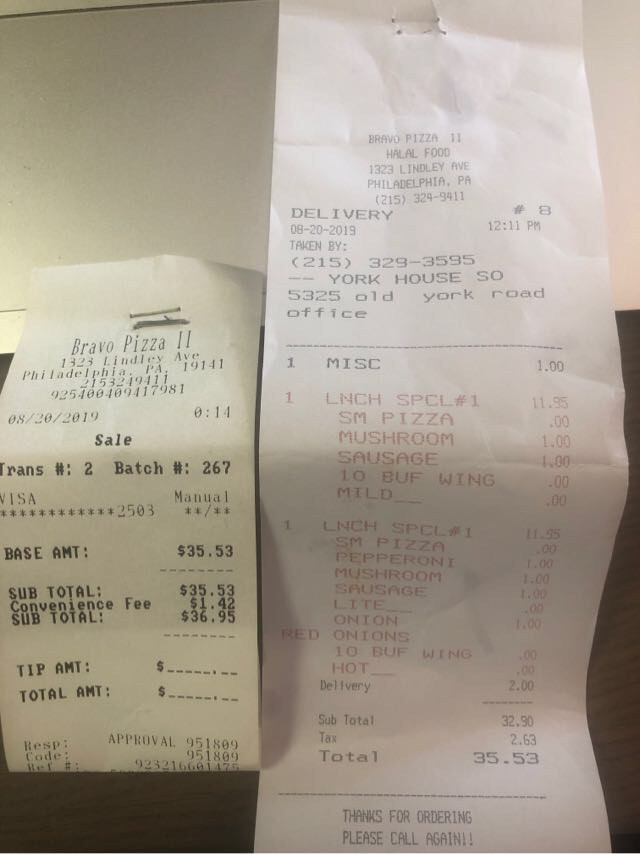 Bravo Pizza II
1323 Lindley Ave
Philadelphia, PA, 19141
2153249411
925400409417981
08/20/2019 0:14
Sale
Trans #: 2 Batch #: 267
VISA Manual
************2503 **/**
BASE AMT: $35.53
--------
SUB TOTAL: $35.53
Convenience Fee $1.42
SUB TOTAL: $36.95
--------
TIP AMT: $_____.__
TOTAL AMT: $_____.__
Resp: APPROVAL 951809
Code: 951809
Ref #: 923216601475
BRAVO PIZZA II
HALAL FOOD
1323 LINDLEY AVE
PHILADELPHIA, PA
(215) 324-9411
DELIVERY # 8
08-20-2019 12:11 PM
TAKEN BY:
(215) 329-3595
-- YORK HOUSE SO
5325 old york road
office
1 MISC 1.00
1 LNCH SPCL#1 11.95
SM PIZZA .00
MUSHROOM 1.00
SAUSAGE 1.00
10 BUF WING .00
MILD__ .00
1 LNCH SPCL#1 11.95
SM PIZZA .00
PEPPERONI 1.00
MUSHROOM 1.00
SAUSAGE 1.00
LITE__ .00
ONION 1.00
RED ONIONS
10 BUF WING .00
HOT__ .00
Delivery 2.00
Sub Total 32.90
Tax 2.63
Total 35.53
THANKS FOR ORDERING
PLEASE CALL AGAIN!!